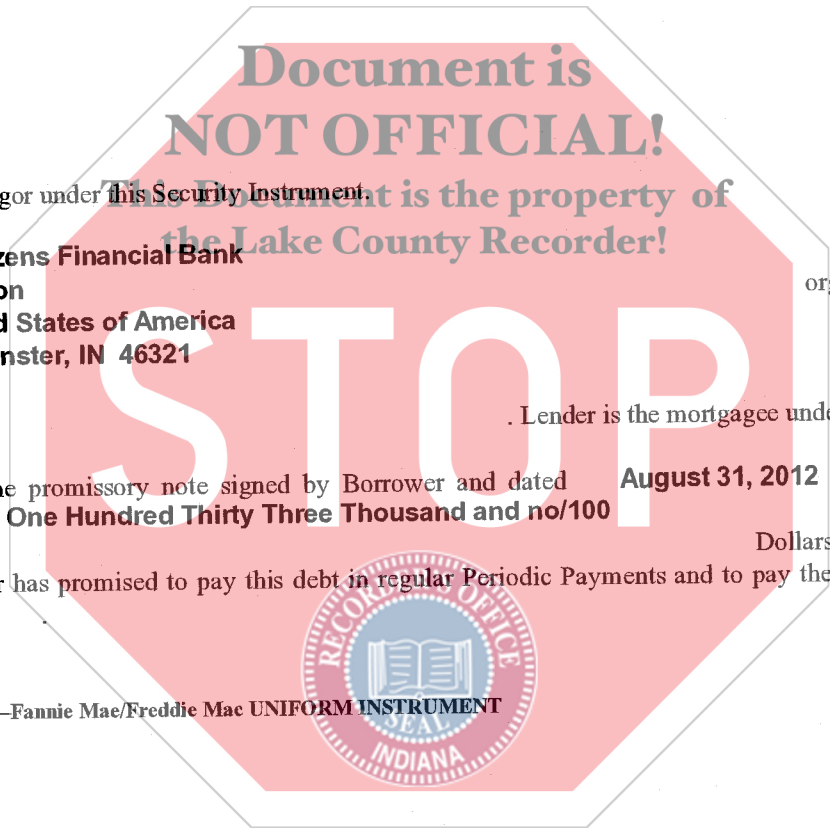 Document is
NOT OFFICIAL!
This Document is the property of
the Lake County Recorder!
gor under this Security Instrument.
zens Financial Bank
on
org
d States of America
nster, IN 46321
STOP
. Lender is the mortgagee unde
he promissory note signed by Borrower and dated August 31, 2012
One Hundred Thirty Three Thousand and no/100
Dollars
r has promised to pay this debt in regular Periodic Payments and to pay the
RECORDER'S OFFICE
SEAL
INDIANA
–Fannie Mae/Freddie Mac UNIFORM INSTRUMENT